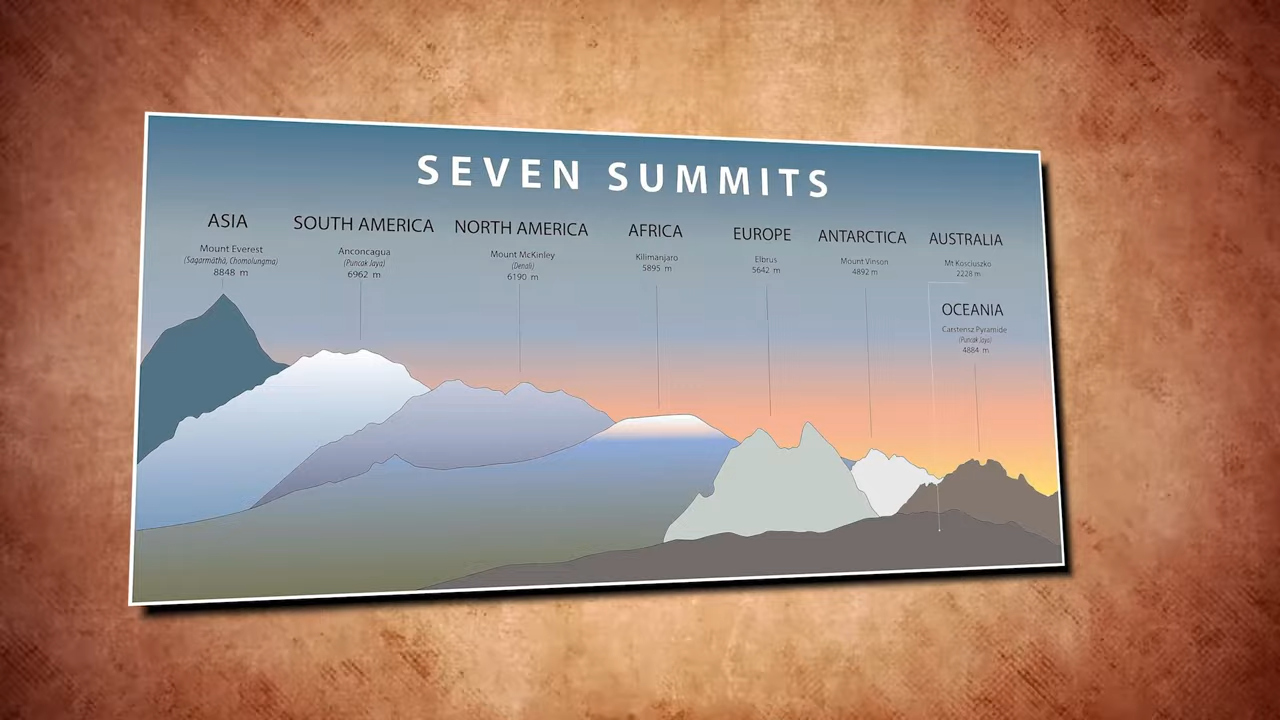 SEVEN SUMMITS
ASIA
Mount Everest
(Sagarmāthā, Chomolungma)
8848 m
SOUTH AMERICA
Anconcagua
(Puncak Jaya)
6962 m
NORTH AMERICA
Mount McKinley
(Denali)
6190 m
AFRICA
Kilimanjaro
5895 m
EUROPE
Elbrus
5642 m
ANTARCTICA
Mount Vinson
4892 m
AUSTRALIA
Mt Kosciuszko
2228 m
OCEANIA
Carstensz Pyramide
(Puncak Jaya)
4884 m